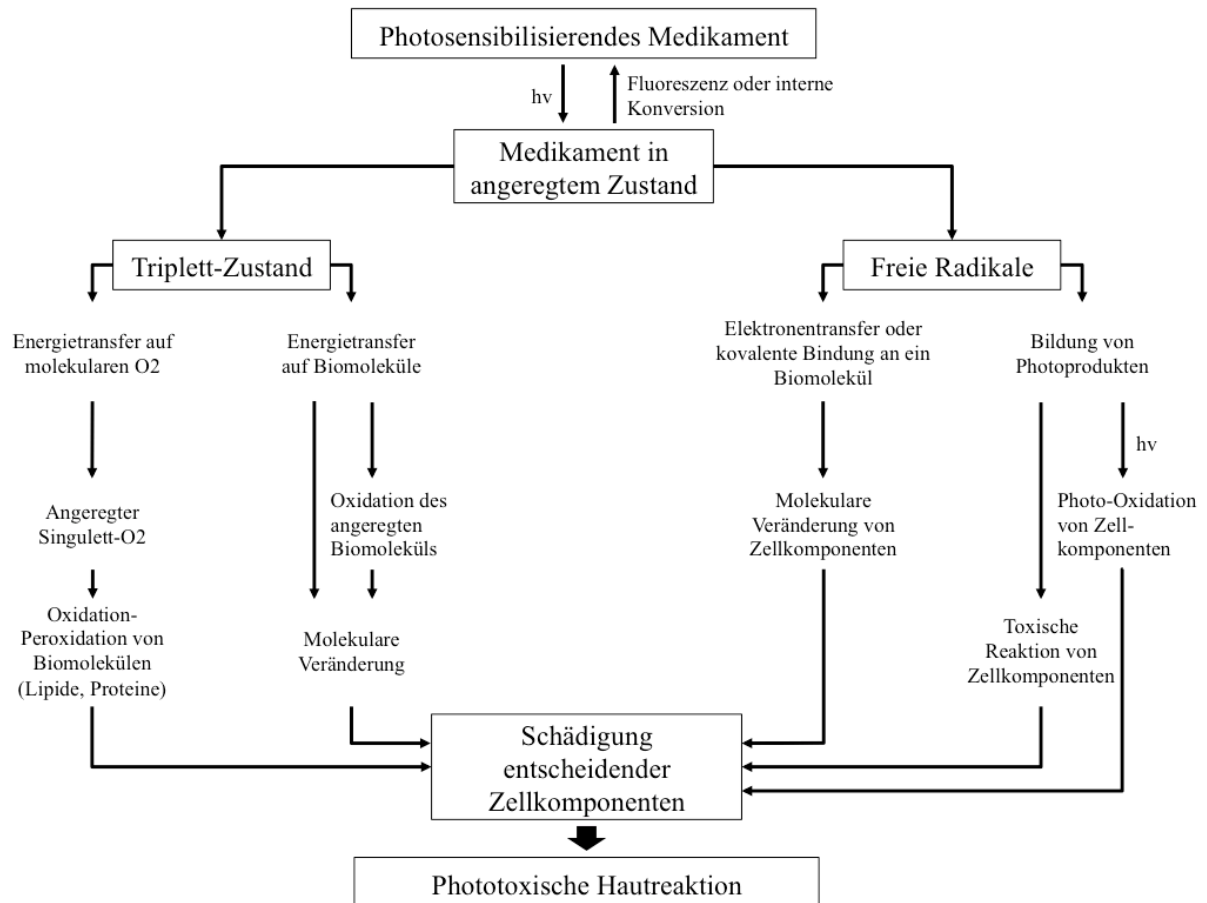 Photosensibilisierendes Medikament
hv
Fluoreszenz oder interne
Konversion
Medikament in
angeregtem Zustand
Triplett-Zustand
Freie Radikale
Energietransfer auf
molekularen O2
Energietransfer
auf Biomoleküle
Elektronentransfer oder
kovalente Bindung an ein
Biomolekül
Bildung von
Photoprodukten
hv
Angeregter
Singulett-O2
Oxidation des
angeregten
Biomoleküls
Molekulare
Veränderung von
Zellkomponenten
Photo-Oxidation
von Zell-
komponenten
Oxidation-
Peroxidation von
Biomolekülen
(Lipide, Proteine)
Molekulare
Veränderung
Toxische
Reaktion von
Zellkomponenten
Schädigung
entscheidender
Zellkomponenten
Phototoxische Hautreaktion